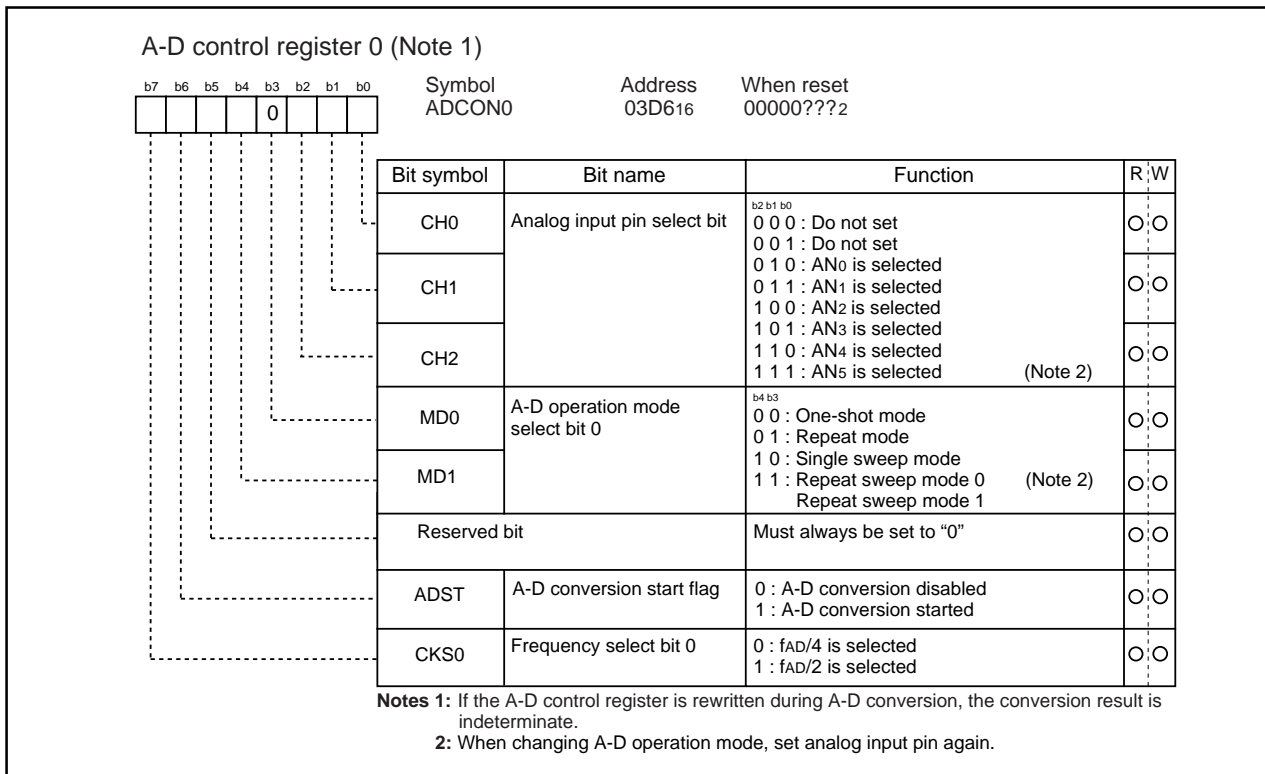 A-D control register 0 (Note 1)
b7 b6 b5 b4 b3 b2 b1 b0
0
Symbol Address When reset
ADCON0 03D616 00000???2
Bit symbol Bit name Function R W
CH0 Analog input pin select bit
b2 b1 b0
0 0 0 : Do not set
0 0 1 : Do not set
0 1 0 : AN0 is selected
CH1
0 1 1 : AN1 is selected
1 0 0 : AN2 is selected
1 0 1 : AN3 is selected
CH2
1 1 0 : AN4 is selected
1 1 1 : AN5 is selected (Note 2)
MD0 A-D operation mode
select bit 0
b4 b3
0 0 : One-shot mode
0 1 : Repeat mode
MD1
1 0 : Single sweep mode
1 1 : Repeat sweep mode 0 (Note 2)
Repeat sweep mode 1
Reserved bit Must always be set to “0”
ADST A-D conversion start flag 0 : A-D conversion disabled
1 : A-D conversion started
CKS0 Frequency select bit 0 0 : fAD/4 is selected
1 : fAD/2 is selected
Notes 1: If the A-D control register is rewritten during A-D conversion, the conversion result is
indeterminate.
2: When changing A-D operation mode, set analog input pin again.